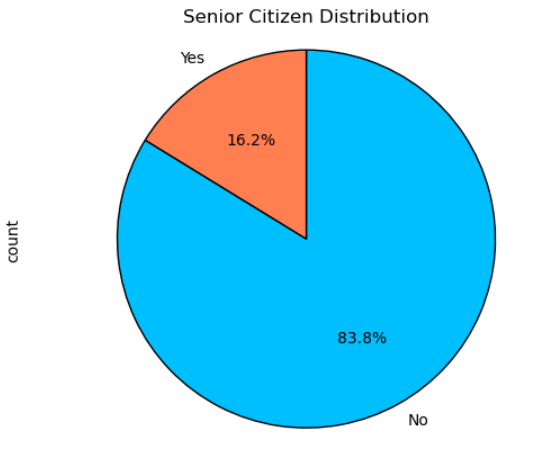 Senior Citizen Distribution
Yes
16.2%
count
83.8%
No